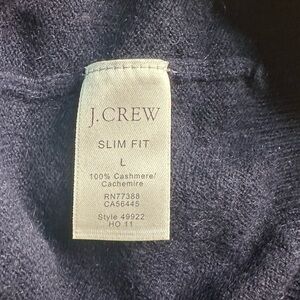 J.CREW
SLIM FIT
L
100% Cashmere/
Cachemire
RN77388
CA56445
Style 49922
HO 11